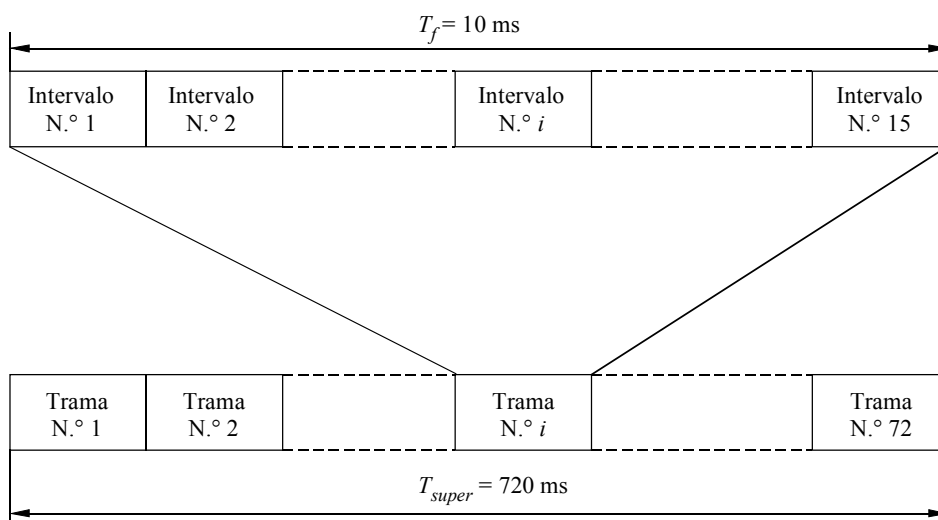 T_f = 10 ms
Intervalo
N.° 1
Intervalo
N.° 2
Intervalo
N.° i
Intervalo
N.° 15
Trama
N.° 1
Trama
N.° 2
Trama
N.° i
Trama
N.° 72
T_super = 720 ms